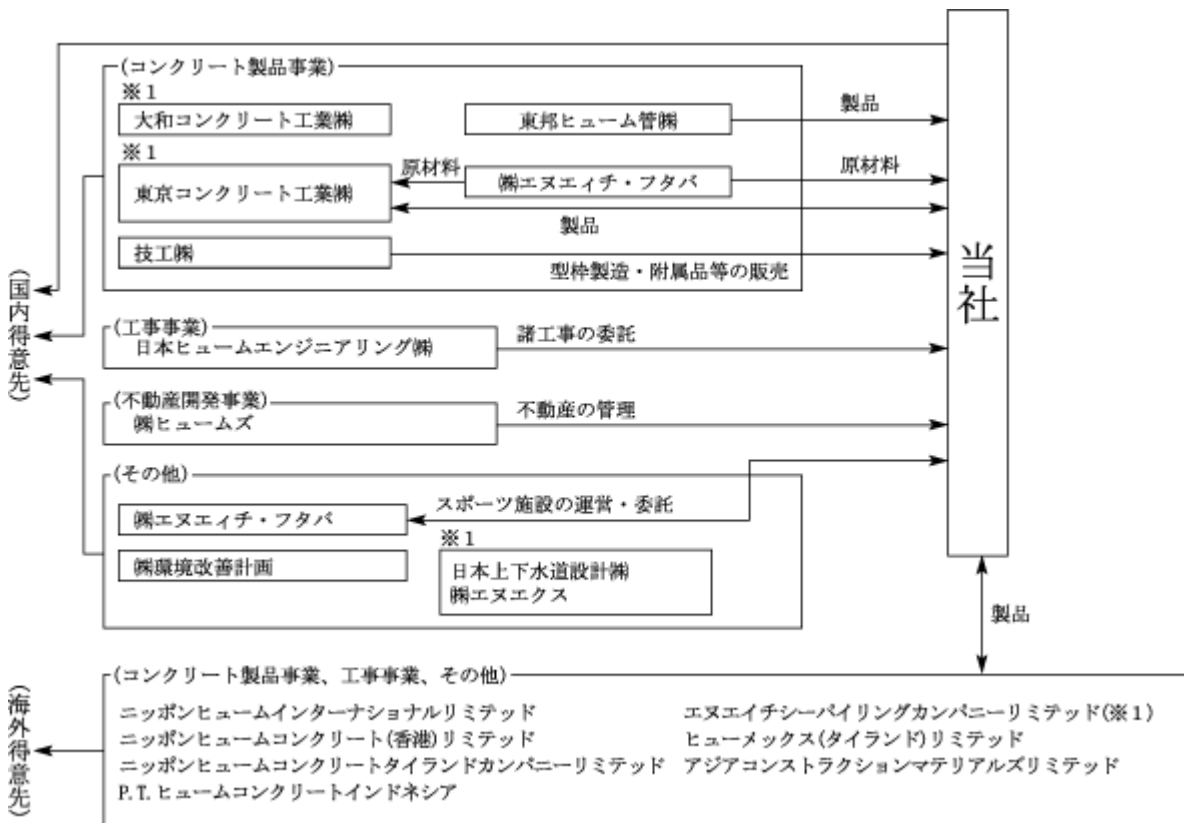 (コンクリート製品事業)
※1
大和コンクリート工業㈱
東邦ヒューム管㈱
製品
※1
東京コンクリート工業㈱
原材料
㈱エヌエィチ・フタバ
原材料
製品
技工㈱
型枠製造・附属品等の販売
当社
(国内得意先)
(工事事業)
日本ヒュームエンジニアリング㈱
諸工事の委託
(不動産開発事業)
㈱ヒュームズ
不動産の管理
(その他)
㈱エヌエィチ・フタバ
スポーツ施設の運営・委託
㈱環境改善計画
※1
日本上下水道設計㈱
㈱エヌエクス
製品
(海外得意先)
(コンクリート製品事業、工事事業、その他)
ニッポンヒュームインターナショナルリミテッド
エヌエイチシーパイリングカンパニーリミテッド(※1)
ニッポンヒュームコンクリート(香港)リミテッド
ヒューメックス(タイランド)リミテッド
ニッポンヒュームコンクリートタイランドカンパニーリミテッド
アジアコンストラクションマテリアルズリミテッド
P.T.ヒュームコンクリートインドネシア